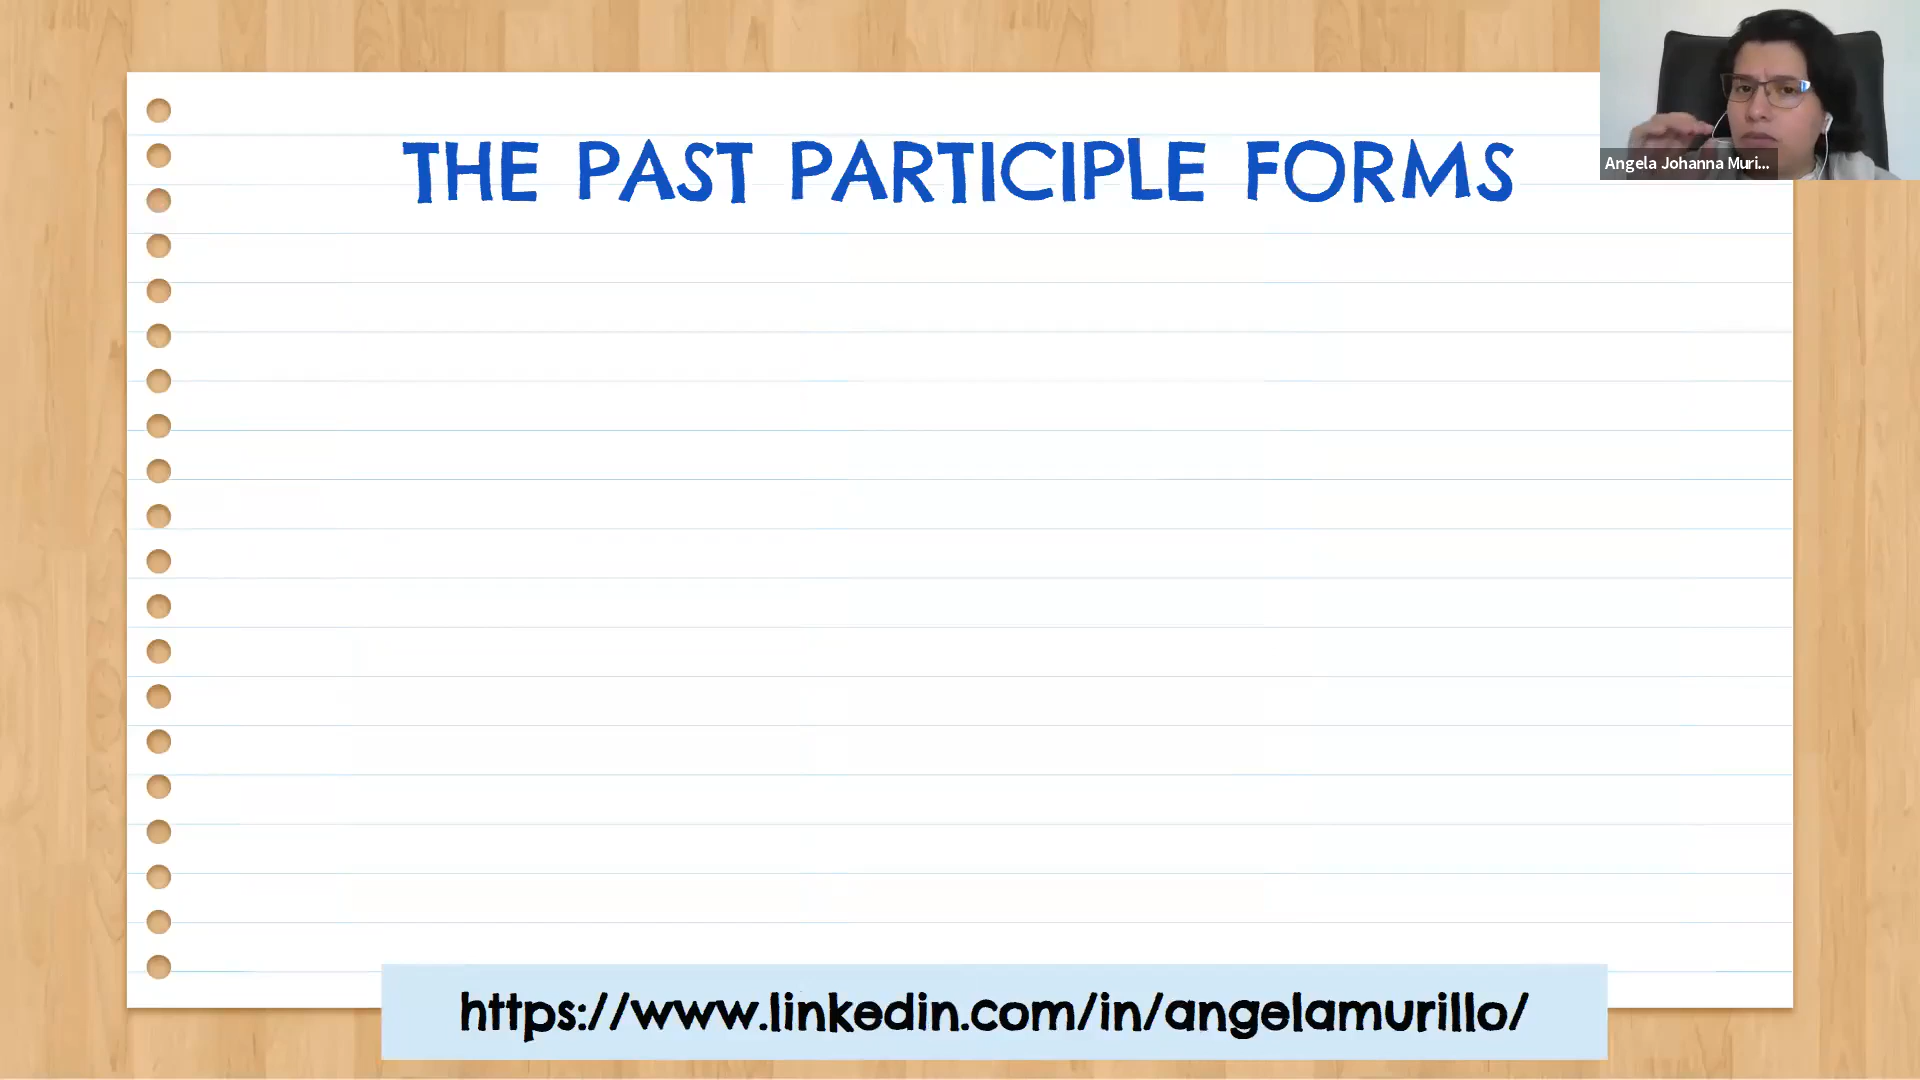 THE PAST PARTICIPLE FORMS
Angela Johanna Muri...
https://www.linkedin.com/in/angelamurillo/